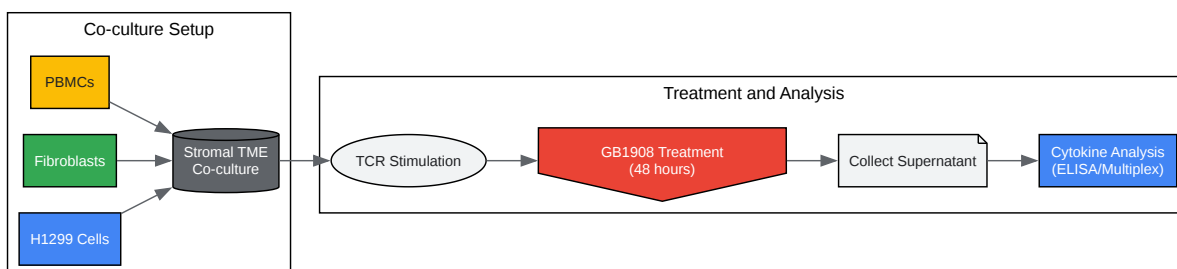 Co-culture Setup
PBMCs
Fibroblasts
H1299 Cells
Stromal TME
Co-culture
Treatment and Analysis
TCR Stimulation
GB1908 Treatment
(48 hours)
Collect Supernatant
Cytokine Analysis
(ELISA/Multiplex)